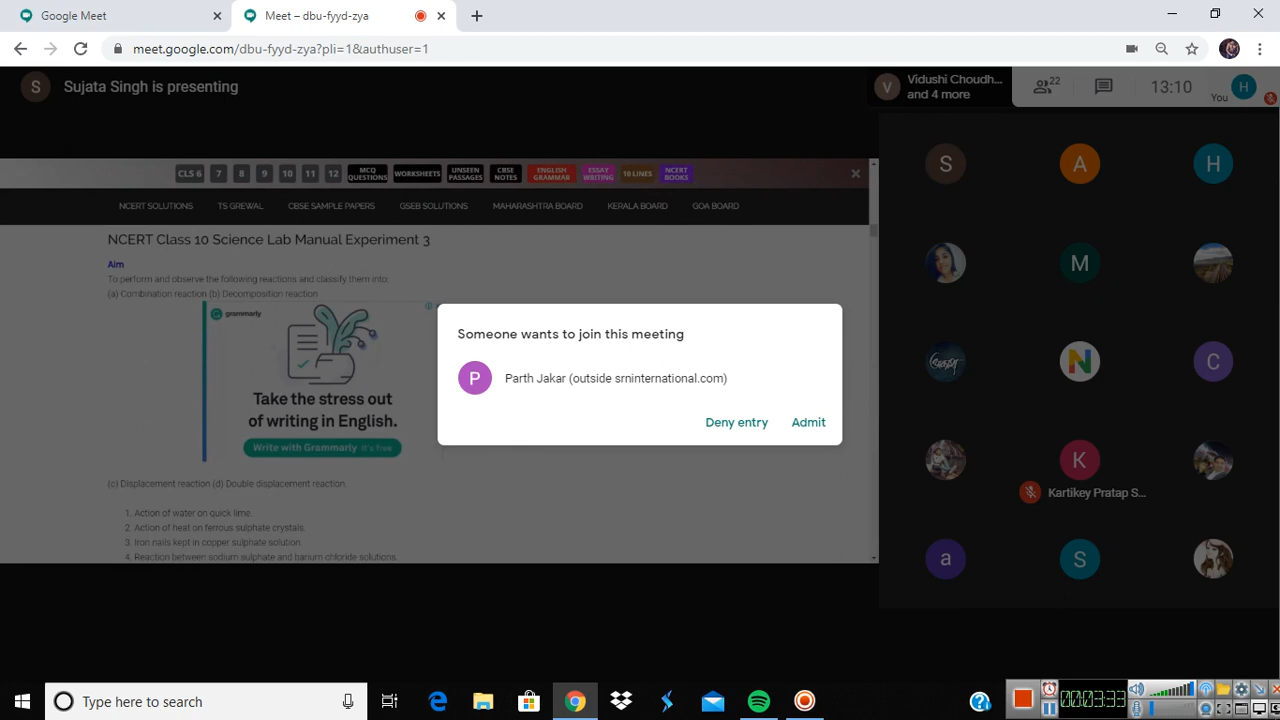 Google Meet
Meet – dbu-fyyd-zya
meet.google.com/dbu-fyyd-zya?pli=1&authuser=1
S
Sujata Singh is presenting
V
Vidushi Choudh...
and 4 more
22
13:10
You
H
CLS 6
7
8
9
10
11
12
MCQ
QUESTIONS
WORKSHEETS
UNSEEN
PASSAGES
CBSE
NOTES
ENGLISH
GRAMMAR
ESSAY
WRITING
10 LINES
NCERT
BOOKS
NCERT SOLUTIONS
TS GREWAL
CBSE SAMPLE PAPERS
GSEB SOLUTIONS
MAHARASHTRA BOARD
KERALA BOARD
GOA BOARD
NCERT Class 10 Science Lab Manual Experiment 3
Aim
To perform and observe the following reactions and classify them into:
(a) Combination reaction (b) Decomposition reaction
grammarly
Take the stress out
of writing in English.
Write with Grammarly It's free
(c) Displacement reaction (d) Double displacement reaction.
1. Action of water on quick lime.
2. Action of heat on ferrous sulphate crystals.
3. Iron nails kept in copper sulphate solution.
4. Reaction between sodium sulphate and barium chloride solutions.
Someone wants to join this meeting
P
Parth Jakar (outside srninternational.com)
Deny entry
Admit
S
A
H
M
N
C
K
Kartikey Pratap S...
a
S
Type here to search
00:03:33